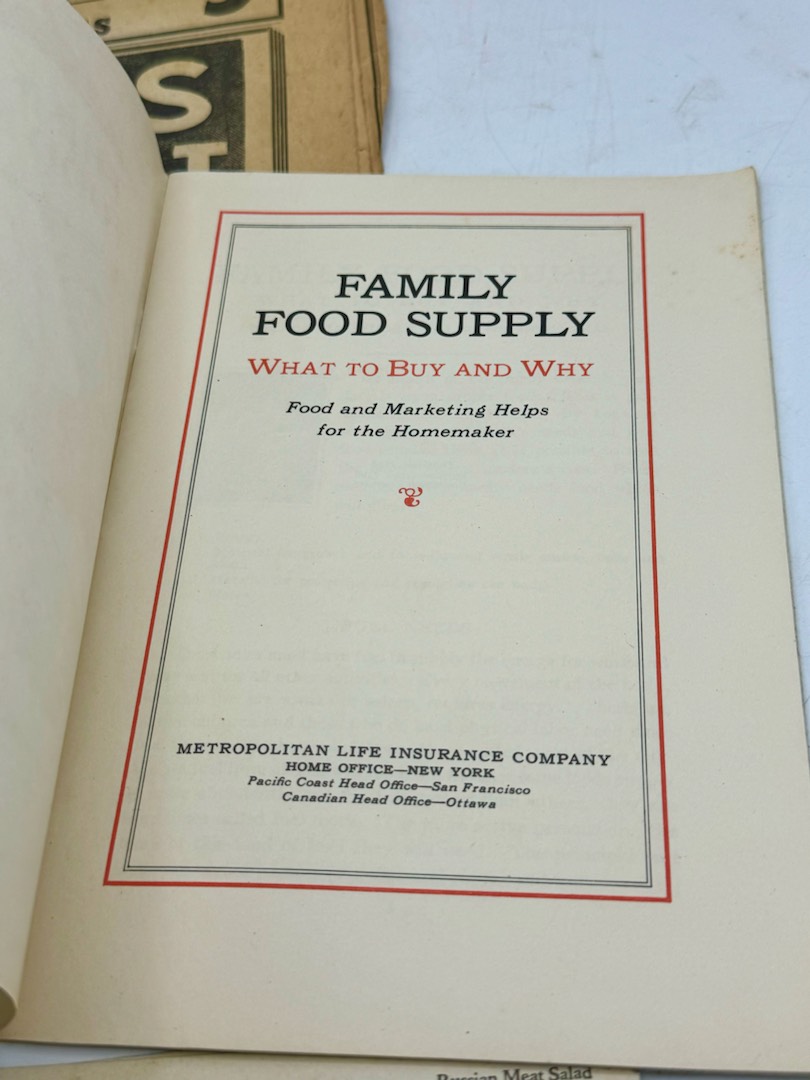 S
FAMILY
FOOD SUPPLY
WHAT TO BUY AND WHY
Food and Marketing Helps
for the Homemaker
METROPOLITAN LIFE INSURANCE COMPANY
HOME OFFICE—NEW YORK
Pacific Coast Head Office—San Francisco
Canadian Head Office—Ottawa
Russian Meat Salad